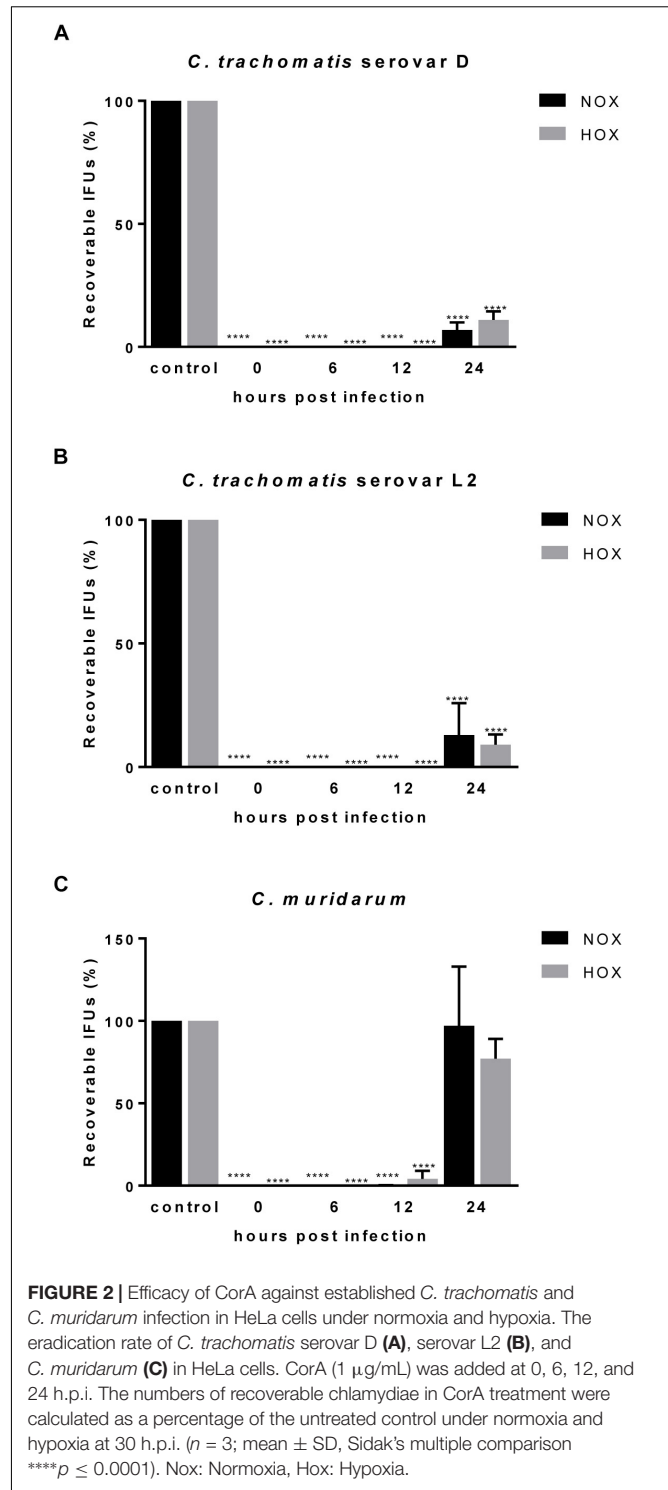 A
C. trachomatis serovar D
NOX
HOX
Recoverable IFUs (%)
100
50
0
**** **** **** **** **** **** **** ****
control 0 6 12 24
hours post infection
B
C. trachomatis serovar L2
NOX
HOX
Recoverable IFUs (%)
100
50
0
**** **** **** **** **** **** **** ****
control 0 6 12 24
hours post infection
C
C. muridarum
NOX
HOX
Recoverable IFUs (%)
150
100
50
0
**** **** **** **** **** ****
control 0 6 12 24
hours post infection
FIGURE 2 | Efficacy of CorA against established C. trachomatis and
C. muridarum infection in HeLa cells under normoxia and hypoxia. The
eradication rate of C. trachomatis serovar D (A), serovar L2 (B), and
C. muridarum (C) in HeLa cells. CorA (1 μg/mL) was added at 0, 6, 12, and
24 h.p.i. The numbers of recoverable chlamydiae in CorA treatment were
calculated as a percentage of the untreated control under normoxia and
hypoxia at 30 h.p.i. (n = 3; mean ± SD, Sidak's multiple comparison
****p ≤ 0.0001). Nox: Normoxia, Hox: Hypoxia.